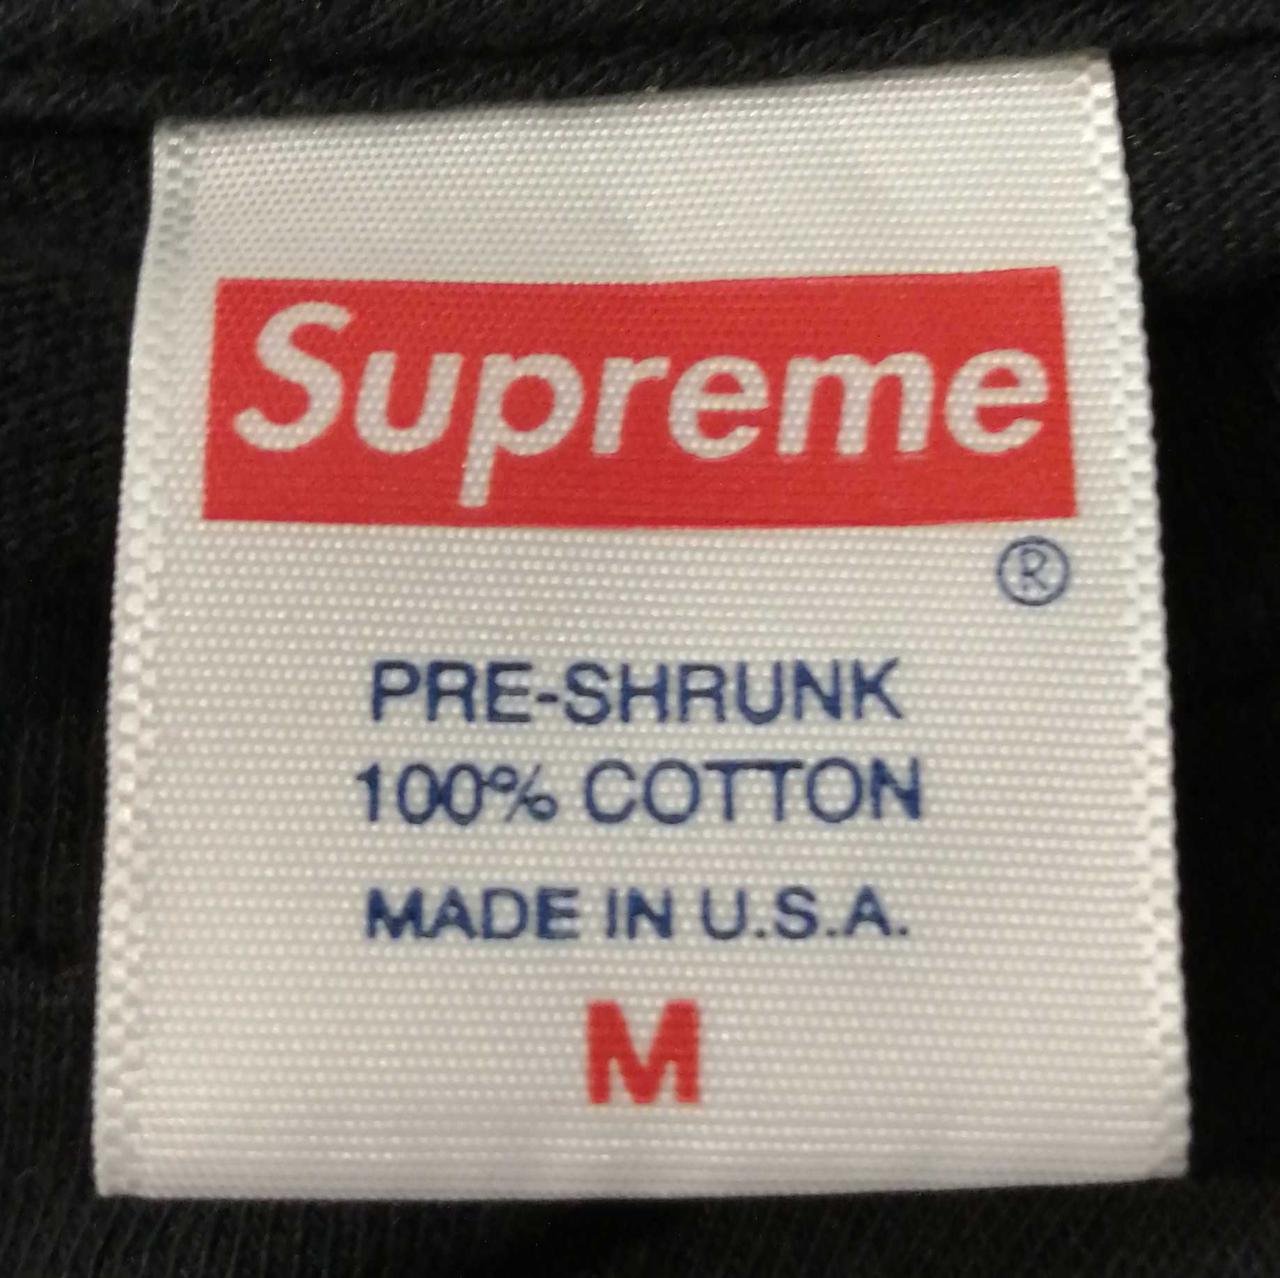 Supreme
®
PRE-SHRUNK
100% COTTON
MADE IN U.S.A.
M